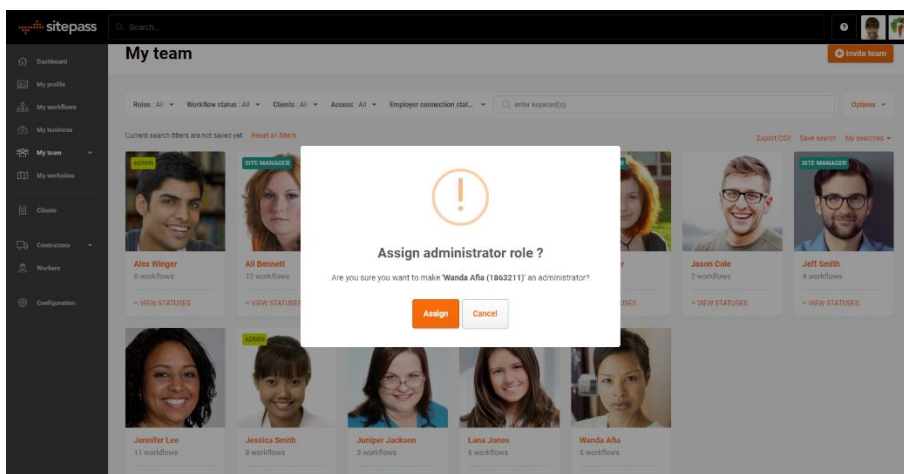 sitepass
Search...
Dashboard
My profile
My workflows
My business
My team
My worksites
Clients
Contractors
Workers
Configuration
My team
Invite team
Roles : All Workflow status : All Clients : All Access : All Employer connection stat... enter keyword(s) Options
Current search filters are not saved yet. Reset all filters
Export CSV Save search My searches
ADMIN
Alex Winger
8 workflows
VIEW STATUSES
SITE MANAGER
Ali Bennett
12 workflows
VIEW STATUSES
Jason Cole
2 workflows
VIEW STATUSES
SITE MANAGER
Jeff Smith
4 workflows
VIEW STATUSES
!
Assign administrator role ?
Are you sure you want to make 'Wanda Afia (1863211)' an administrator?
Assign Cancel
Jennifer Lee
11 workflows
ADMIN
Jessica Smith
8 workflows
Juniper Jackson
3 workflows
Lana Jones
6 workflows
Wanda Afia
5 workflows